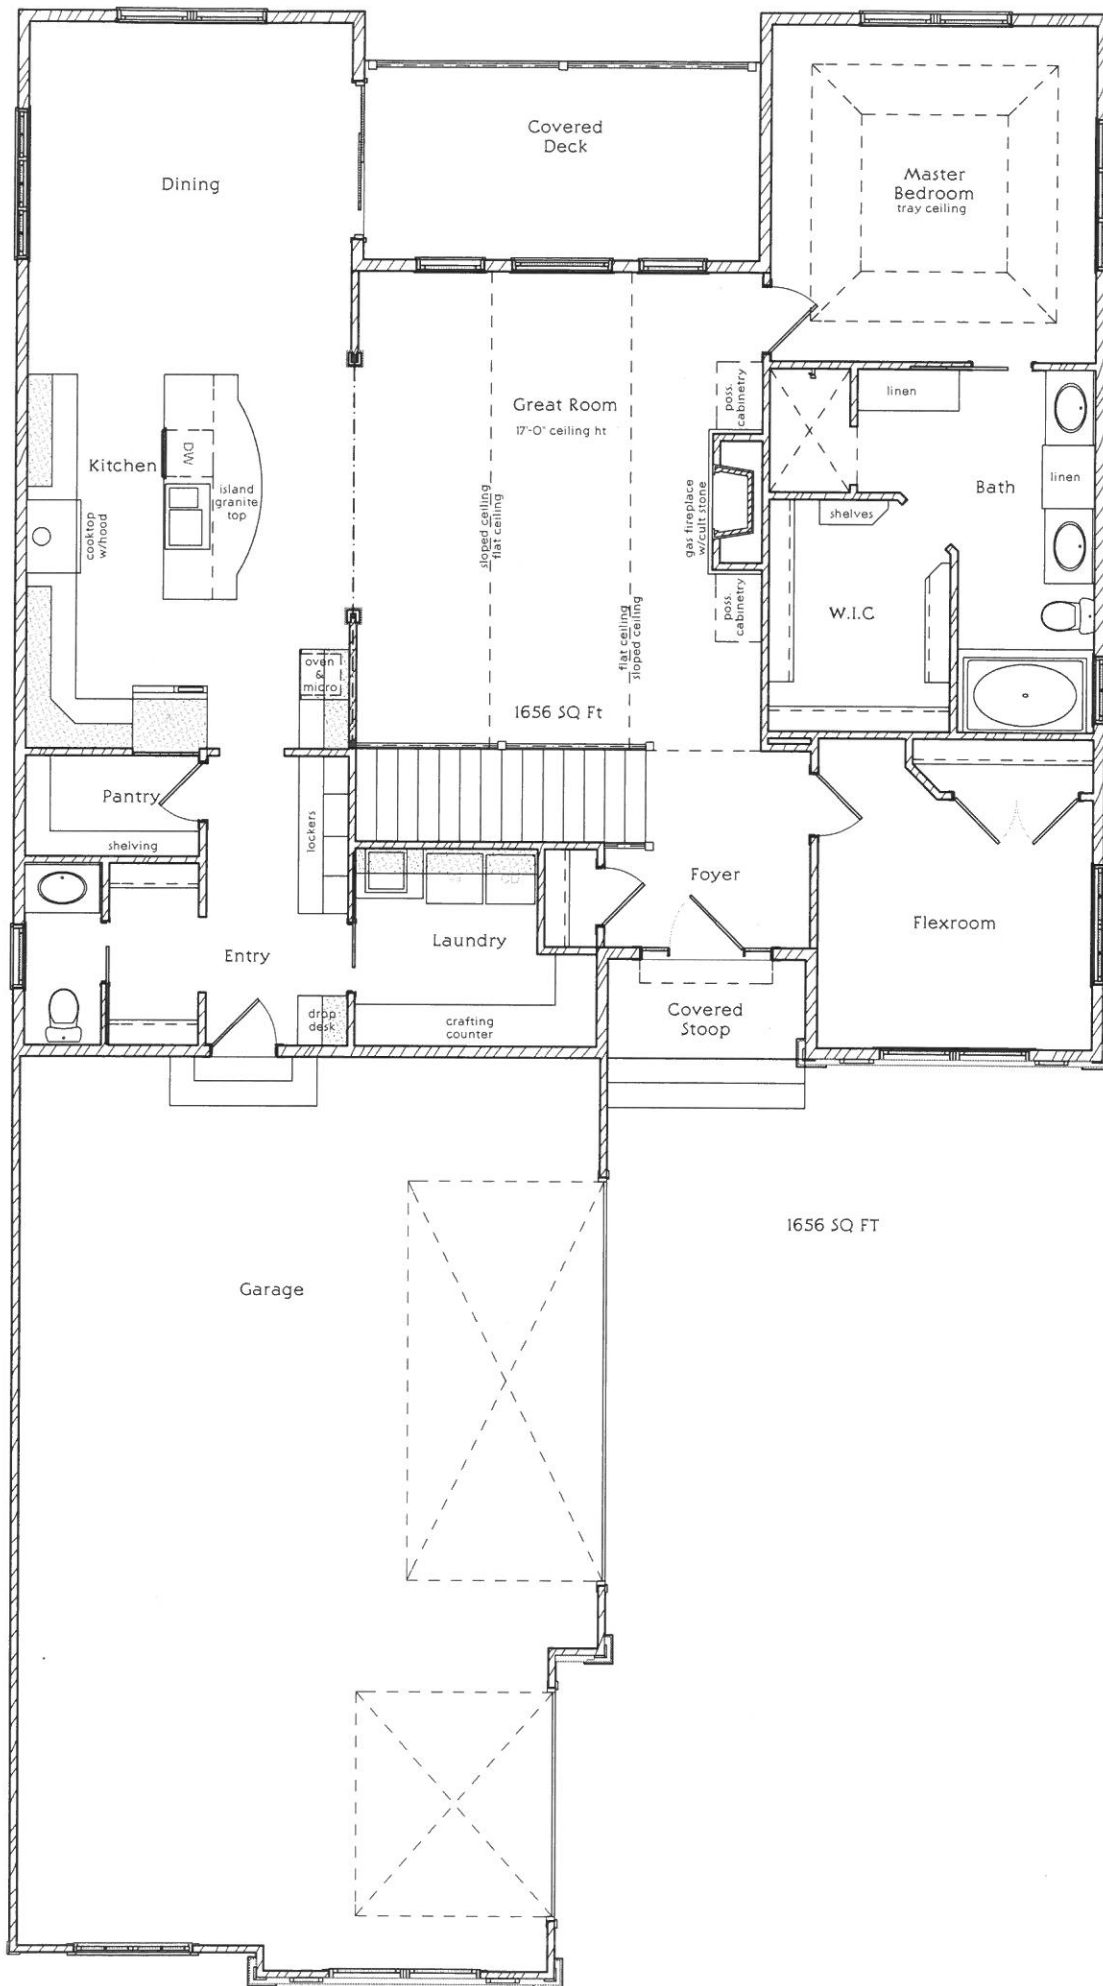 Covered
Deck
Dining
Master
Bedroom
tray ceiling
Great Room
17'-0" ceiling ht
poss.
cabinetry
linen
Kitchen
DW
island
granite
top
cooktop
w/hood
sloped ceiling
flat ceiling
gas fireplace
w/cult stone
linen
Bath
shelves
poss.
cabinetry
W.I.C
flat ceiling
sloped ceiling
oven
&
micro
1656 SQ Ft
Pantry
shelving
lockers
Foyer
Flexroom
Laundry
Entry
drop
desk
crafting
counter
Covered
Stoop
1656 SQ FT
Garage